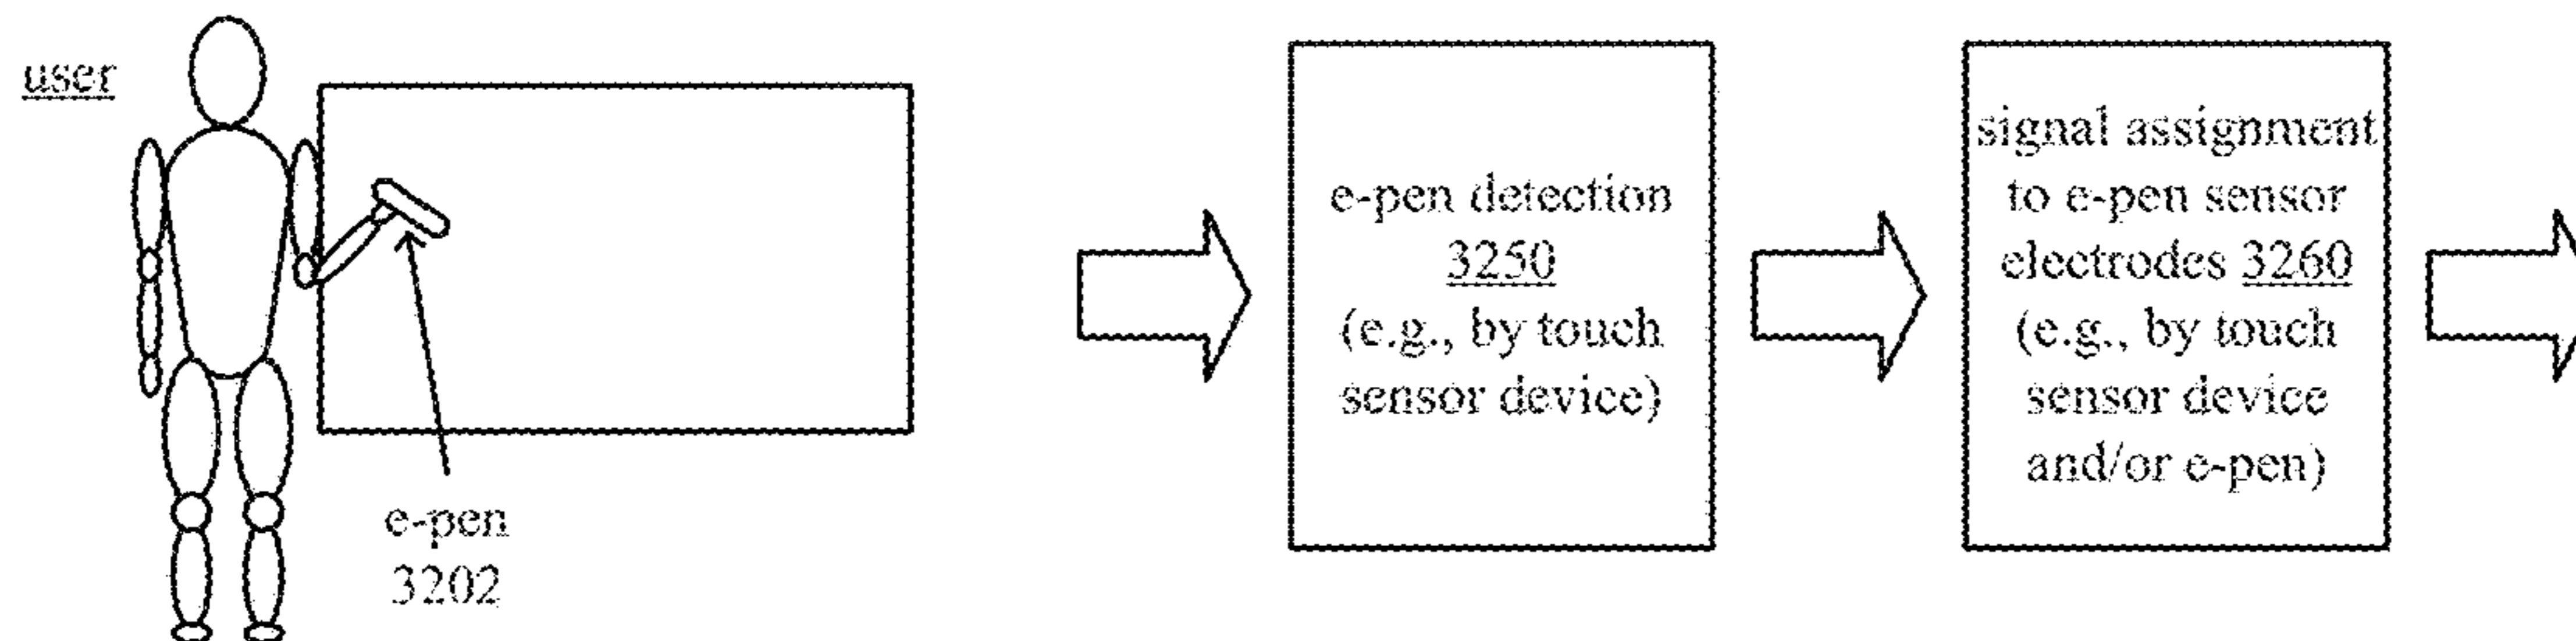 user
e-pen
3202
e-pen detection
3250
(e.g., by touch
sensor device)
signal assignment
to e-pen sensor
electrodes 3260
(e.g., by touch
sensor device
and/or e-pen)